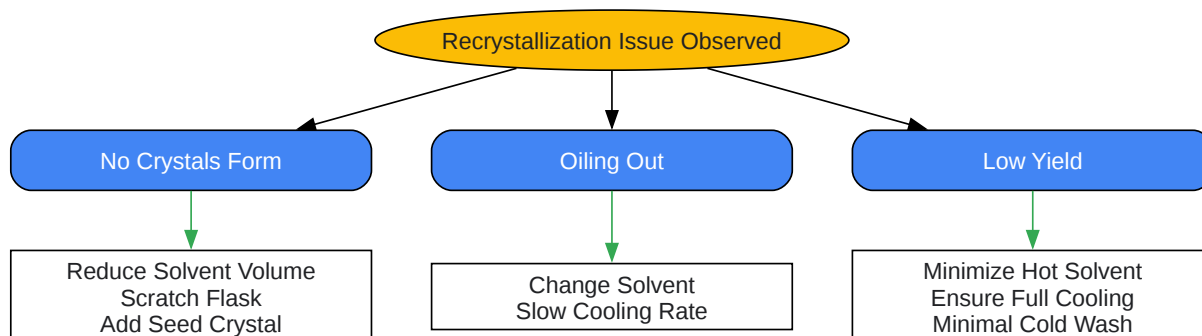 Recrystallization Issue Observed
No Crystals Form
Oiling Out
Low Yield
Reduce Solvent Volume
Scratch Flask
Add Seed Crystal
Change Solvent
Slow Cooling Rate
Minimize Hot Solvent
Ensure Full Cooling
Minimal Cold Wash